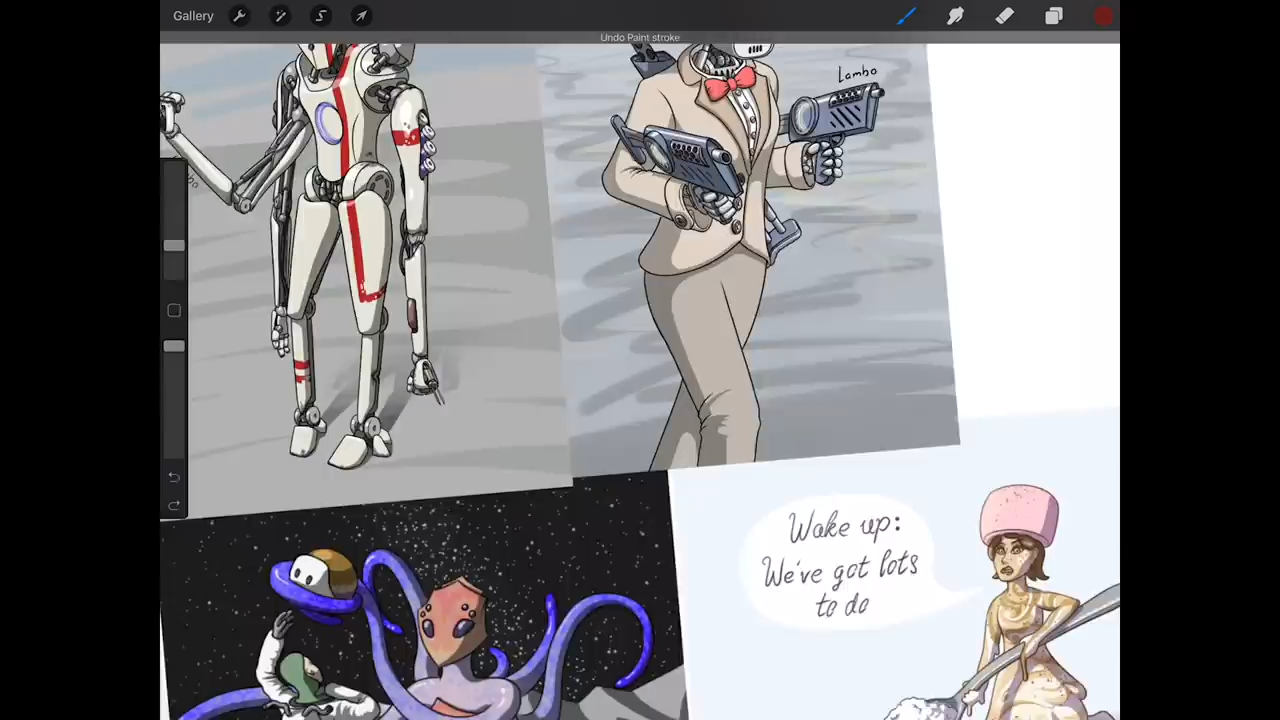 Gallery
Undo Paint stroke
Lambo
Wake up:
We've got lots
to do